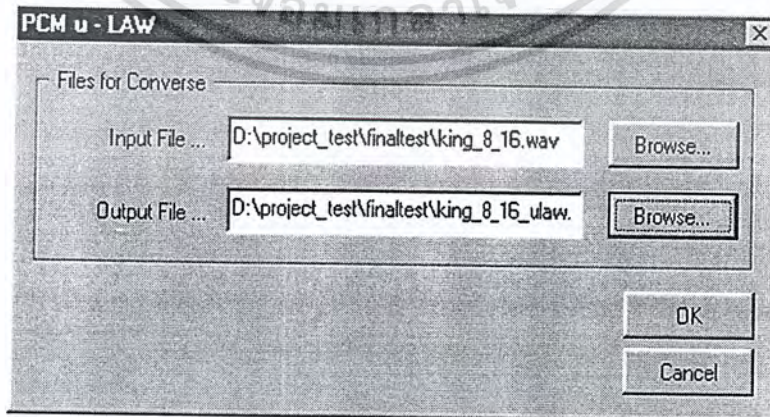 PCM u - LAW
Files for Converse
Input File ... D:\project_test\finaltest\king_8_16.wav Browse...
Output File ... D:\project_test\finaltest\king_8_16_ulaw. Browse...
OK
Cancel